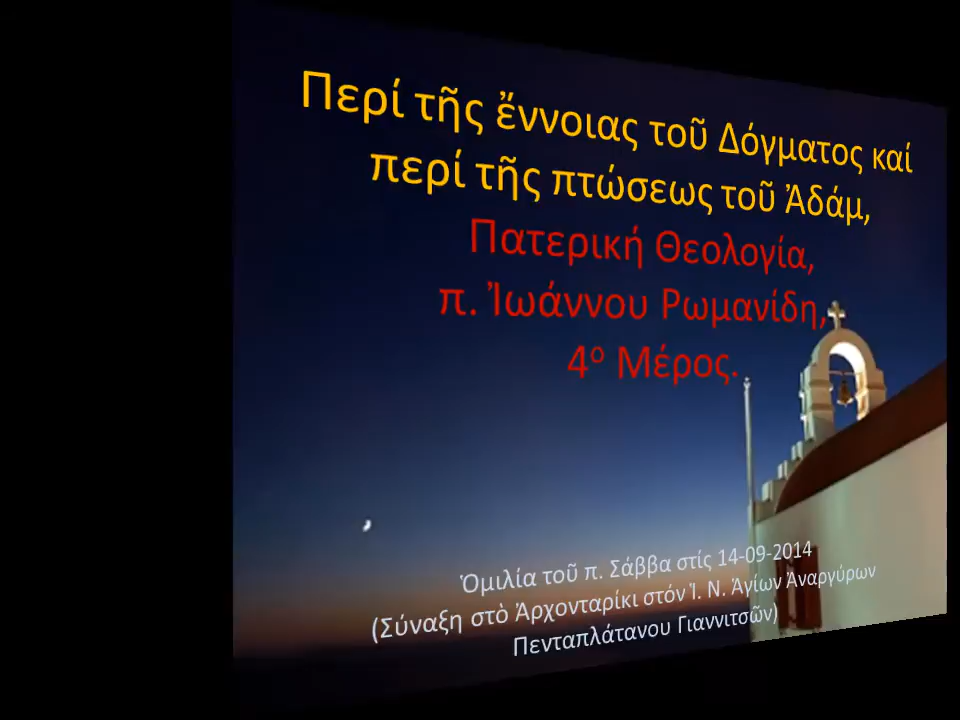 Περί τῆς ἔννοιας τοῦ Δόγματος καί
περί τῆς πτώσεως τοῦ Ἀδάμ,
Πατερική Θεολογία,
π. Ἰωάννου Ρωμανίδη,
4ο Μέρος.
Ὁμιλία τοῦ π. Σάββα στίς 14-09-2014
(Σύναξη στὸ Ἀρχονταρίκι στόν Ἱ. Ν. Ἁγίων Ἀναργύρων
Πενταπλάτανου Γιαννιτσῶν)